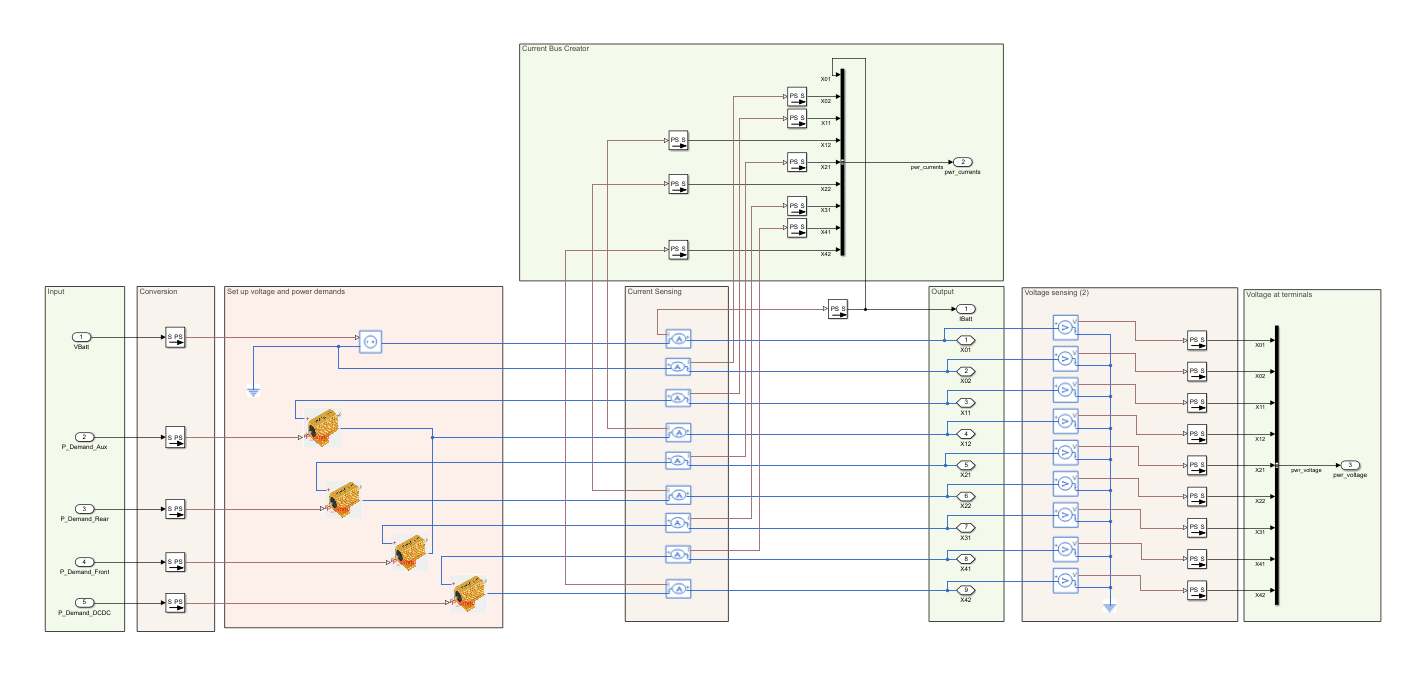 Current Bus Creator
X01
PS S
X02
PS S
X11
PS S
X12
PS S
X21
pwr_currents
2
pwr_currents
PS S
X22
PS S
X31
PS S
X41
PS S
X42
Input
1
VBatt
2
P_Demand_Aux
3
P_Demand_Rear
4
P_Demand_Front
5
P_Demand_DCDC
Conversion
S PS
S PS
S PS
S PS
S PS
Set up voltage and power demands
Current Sensing
A
A
A
A
A
A
A
A
A
PS S
Output
1
IBatt
1
X01
2
X02
3
X11
4
X12
5
X21
6
X22
7
X31
8
X41
9
X42
Voltage sensing (2)
V
V
V
V
V
V
V
V
V
PS S
PS S
PS S
PS S
PS S
PS S
PS S
PS S
PS S
Voltage at terminals
X01
X02
X11
X12
X21
X22
X31
X41
X42
pwr_voltage
3
pwr_voltage